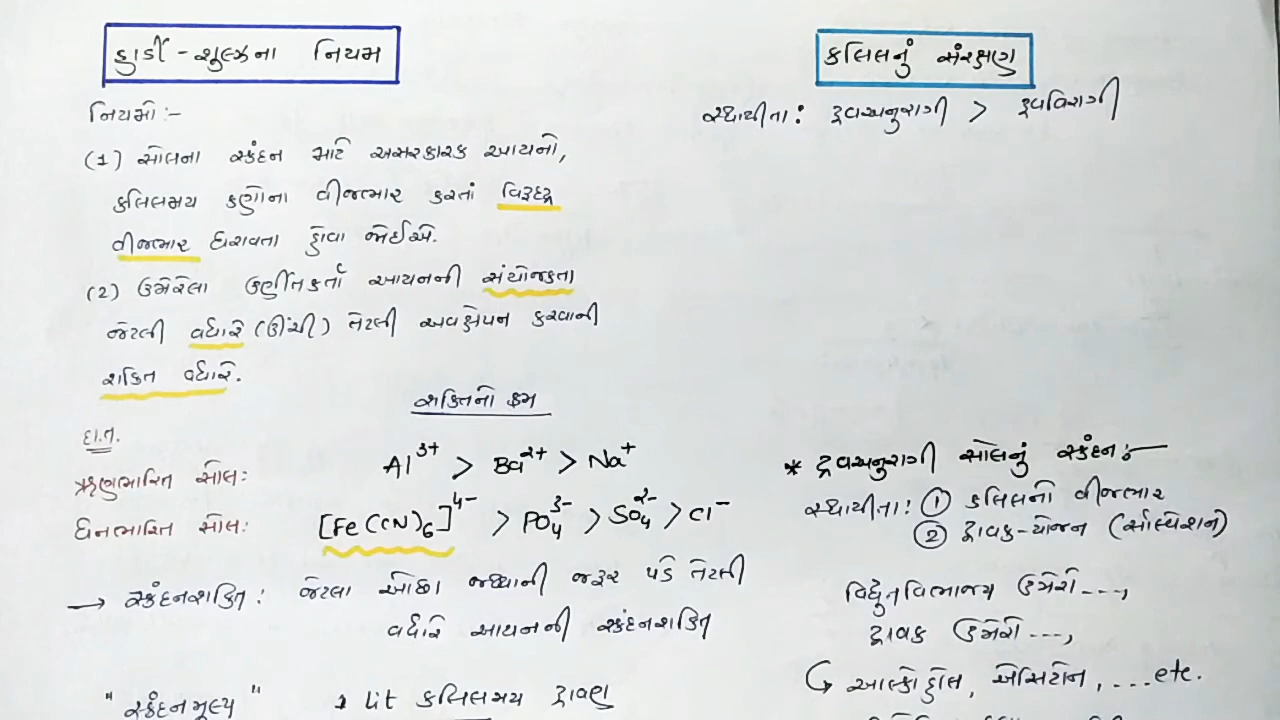 હાર્ડી - શુલ્ઝના નિયમ
નિયમો :-
(1) સોલના સ્કંદન માટે અસરકારક આયનો,
કલિલમય કણોના વીજભાર કરતાં વિરૂદ્ધ
વીજભાર ધરાવતા હોવા જોઈએ.
(2) ઉમેરેલા ઉર્ણીતકર્તા આયનની સંયોજકતા
જેટલી વધારે (ઊંચી) તેટલી અવક્ષેપન કરવાની
શક્તિ વધારે.
શક્તિનો ક્રમ
દા.ત.
ઋણભારિત સોલ: Al³⁺ > Ba²⁺ > Na⁺
ધનભારિત સોલ: [Fe(CN)₆]⁴⁻ > PO₄³⁻ > SO₄²⁻ > Cl⁻
→ સ્કંદનશક્તિ : જેટલા ઓછા જથ્થાની જરૂર પડે તેટલી
વધારે આયનની સ્કંદનશક્તિ
"સ્કંદનમૂલ્ય" 1 lit કલિલમય દ્રાવણ
કલિલનું સંરક્ષણ
સ્થાયીતા : દ્રવઅનુરાગી > દ્રવવિરાગી
* દ્રવઅનુરાગી સોલનું સ્કંદન :-
સ્થાયીતા : ① કલિલનો વીજભાર
② દ્રાવક-યોજન (સોલ્વેશન)
વિદ્યુતવિભાજ્ય ઉમેરો ---,
દ્રાવક ઉમેરો ---,
↪ આલ્કોહોલ, એસિટોન, ... etc.